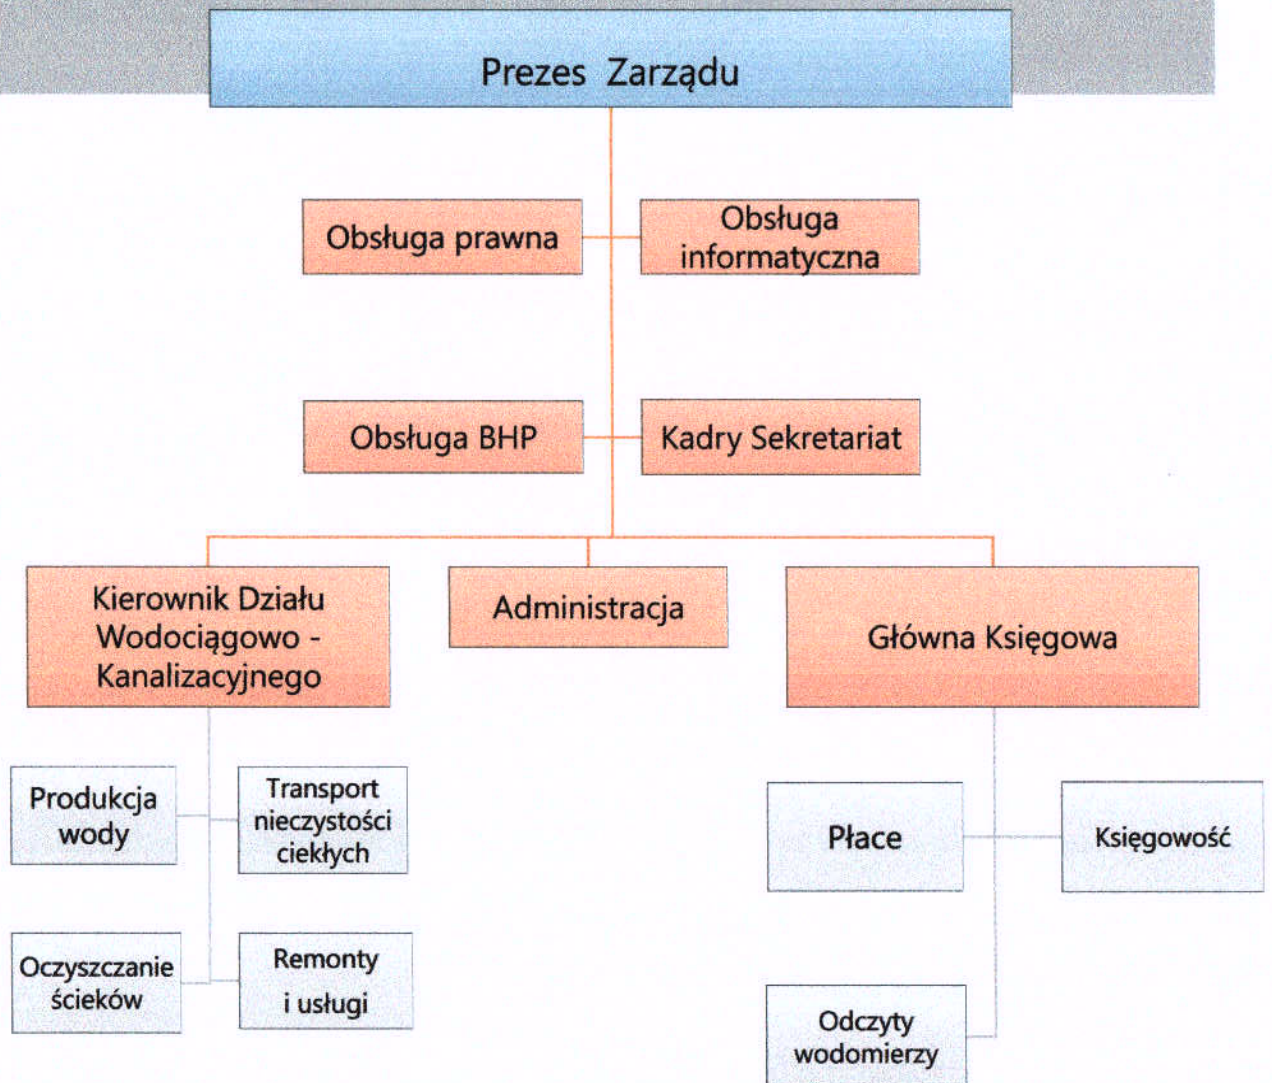 Prezes Zarządu
Obsługa prawna
Obsługa
informatyczna
Obsługa BHP
Kadry Sekretariat
Kierownik Działu
Wodociągowo -
Kanalizacyjnego
Administracja
Główna Księgowa
Produkcja
wody
Transport
nieczystości
ciekłych
Płace
Księgowość
Oczyszczanie
ścieków
Remonty
i usługi
Odczyty
wodomierzy